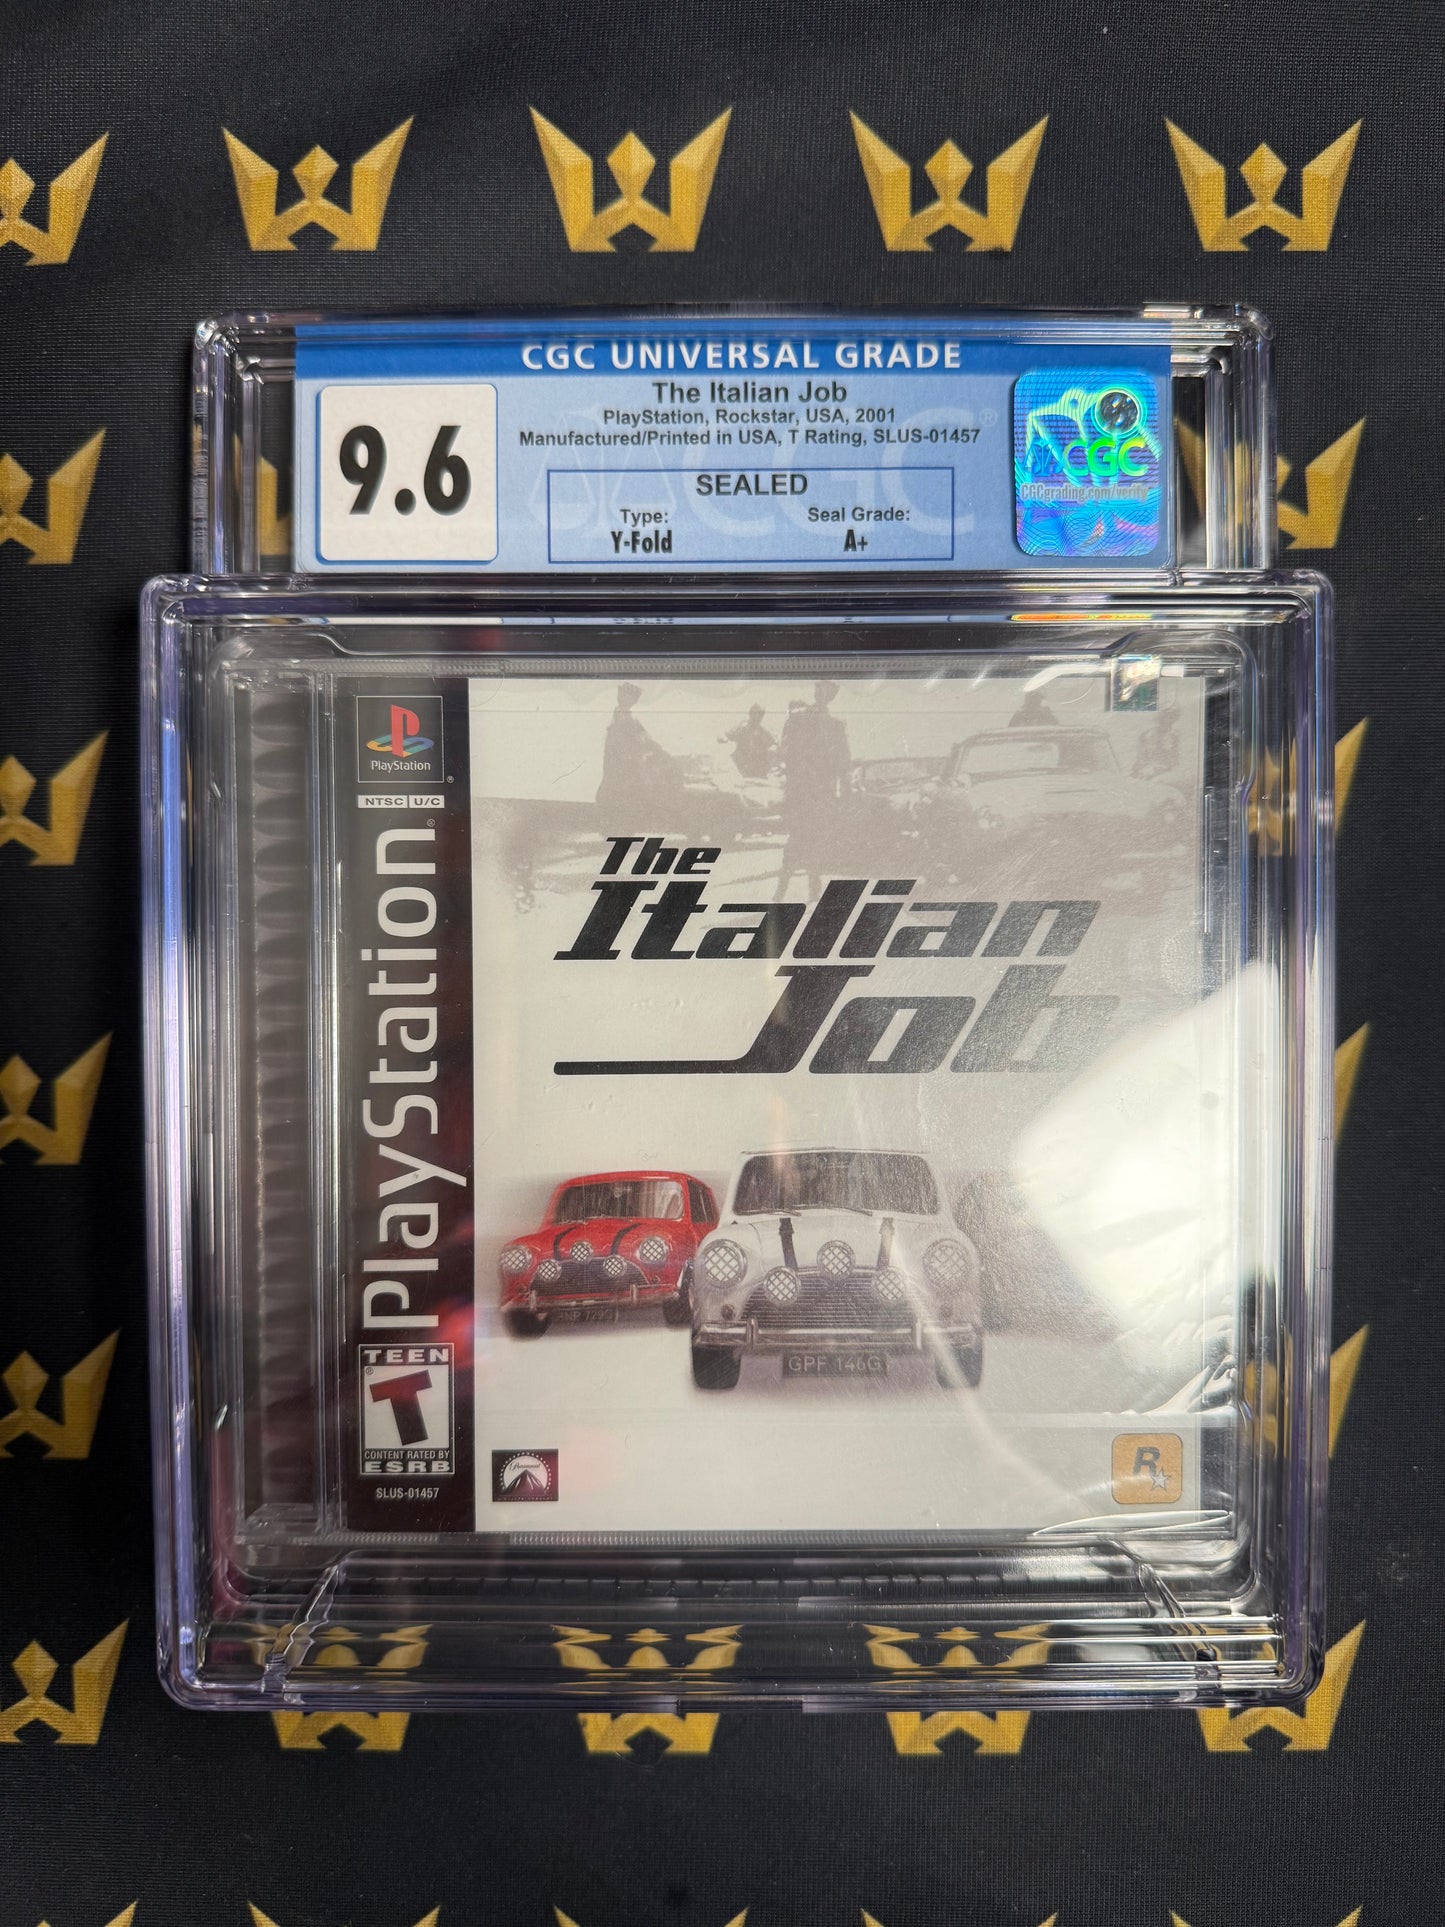 CGC UNIVERSAL GRADE
9.6
The Italian Job
PlayStation, Rockstar, USA, 2001
Manufactured/Printed in USA, T Rating, SLUS-01457
SEALED
Type: Seal Grade:
Y-Fold A+
CGC
CGCgrading.com/verify
PlayStation
NTSC U/C
PlayStation®
The
Italian
Job
GPF 146G
TEEN
T
CONTENT RATED BY
ESRB
SLUS-01457
Paramount
R